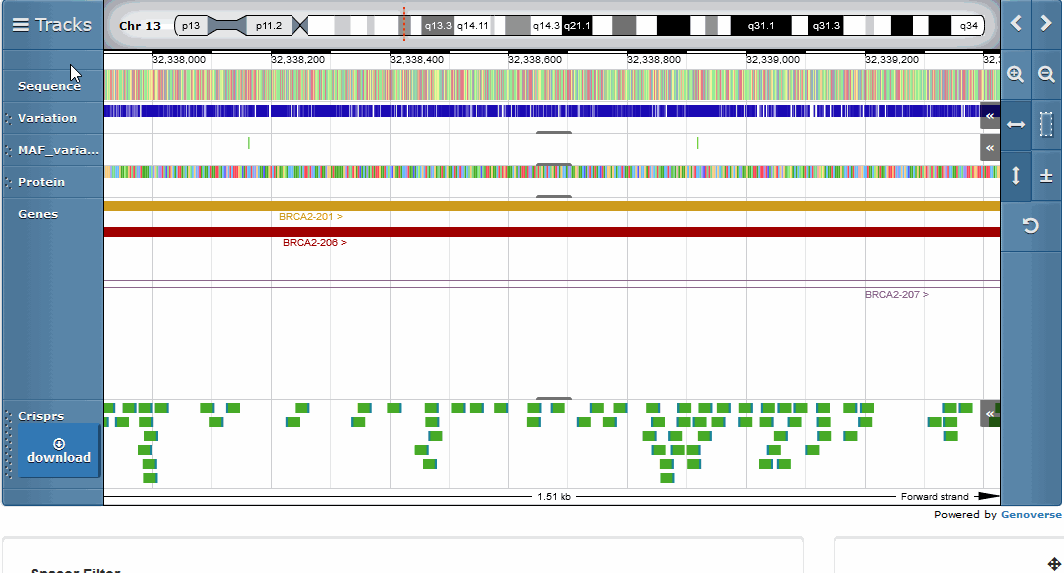 Tracks
Chr 13 p13 p11.2 q13.3 q14.11 q14.3 q21.1 q31.1 q31.3 q34
32,338,000 32,338,200 32,338,400 32,338,600 32,338,800 32,339,000 32,339,200 32,3
Sequence
Variation
MAF_varia...
Protein
Genes
BRCA2-201 >
BRCA2-206 >
BRCA2-207 >
Crisprs
download
1.51 kb
Forward strand
Powered by Genoverse
Spacer Filter